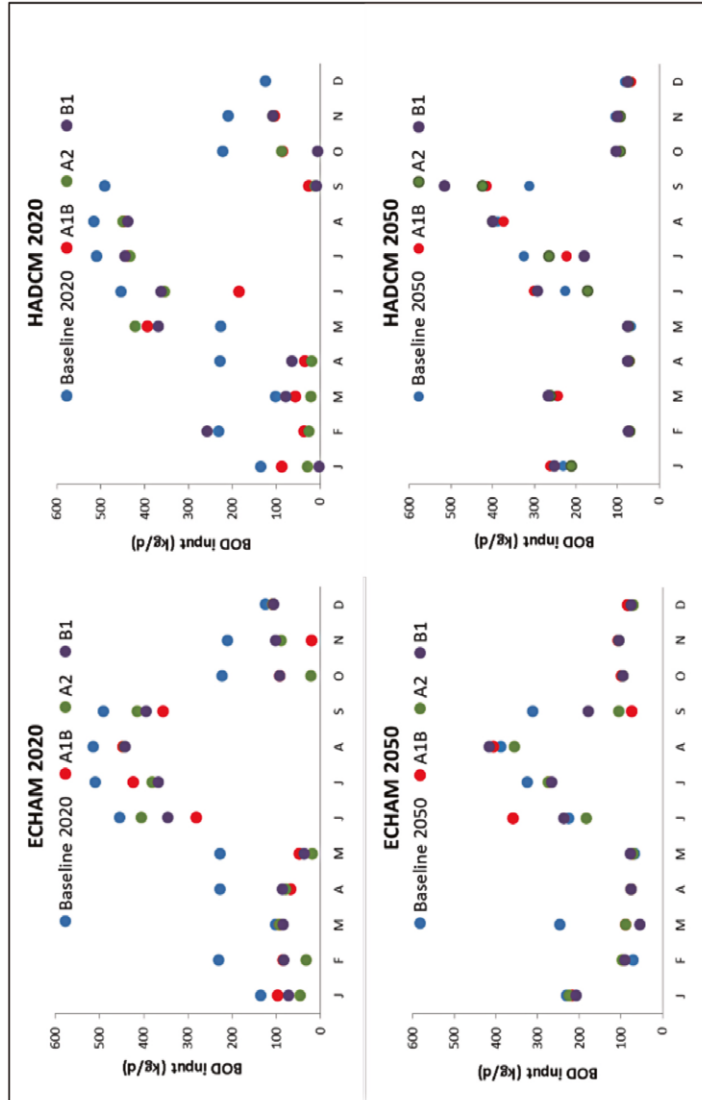 ECHAM 2020
Baseline 2020 A1B A2 B1
BOD input (kg/d)
600
500
400
300
200
100
0
J F M A M J J A S O N D
HADCM 2020
Baseline 2020 A1B A2 B1
BOD input (kg/d)
600
500
400
300
200
100
0
J F M A M J J A S O N D
ECHAM 2050
Baseline 2050 A1B A2 B1
BOD input (kg/d)
600
500
400
300
200
100
0
J F M A M J J A S O N D
HADCM 2050
Baseline 2050 A1B A2 B1
BOD input (kg/d)
600
500
400
300
200
100
0
J F M A M J J A S O N D